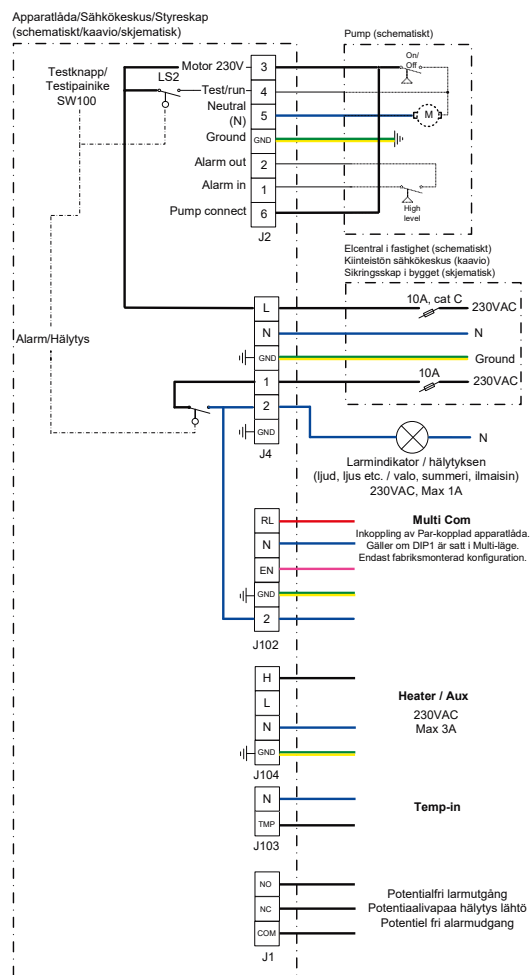 Apparatlåda/Sähkökeskus/Styreskap
(schematiskt/kaavio/skjematisk)
Pump (schematiskt)
Testknapp/
Testipainike
SW100
LS2
Motor 230V
3
On/
Off
Test/run
4
Neutral
(N)
5
M
Ground
GND
Alarm out
2
Alarm in
1
High
level
Pump connect
6
J2
Elcentral i fastighet (schematiskt)
Kiinteistön sähkökeskus (kaavio)
Sikringsskap i bygget (skjematisk)
L
10A, cat C
230VAC
N
N
Alarm/Hälytys
GND
Ground
1
10A
230VAC
2
GND
N
J4
Larmindikator / hälytyksen
(ljud, ljus etc. / valo, summeri, ilmaisin)
230VAC, Max 1A
RL
Multi Com
Inkoppling av Par-kopplad apparatlåda.
N
Gäller om DIP1 är satt i Multi-läge.
Endast fabriksmonterad konfiguration.
EN
GND
2
J102
H
L
Heater / Aux
230VAC
N
Max 3A
GND
J104
N
Temp-in
TMP
J103
NO
Potentialfri larmutgång
NC
Potentiaalivapaa hälytys lähtö
COM
Potentiel fri alarmudgang
J1